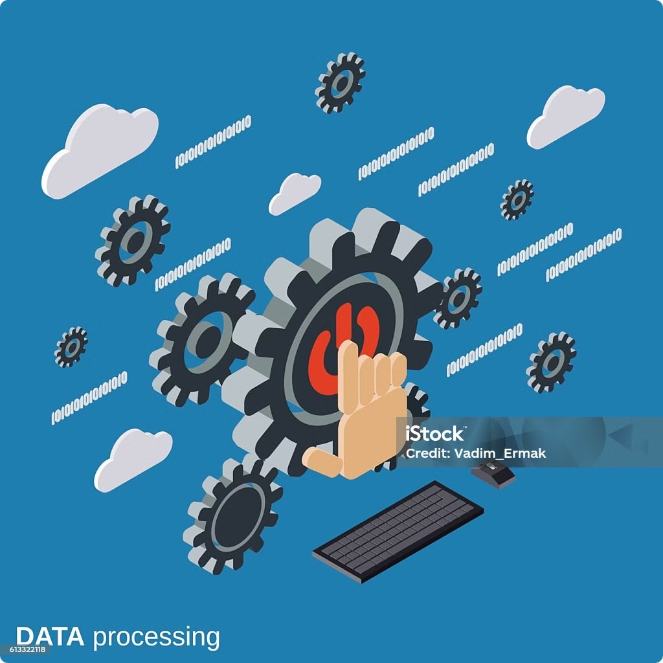 iStock
Credit: Vadim_Ermak
DATA processing
613322118